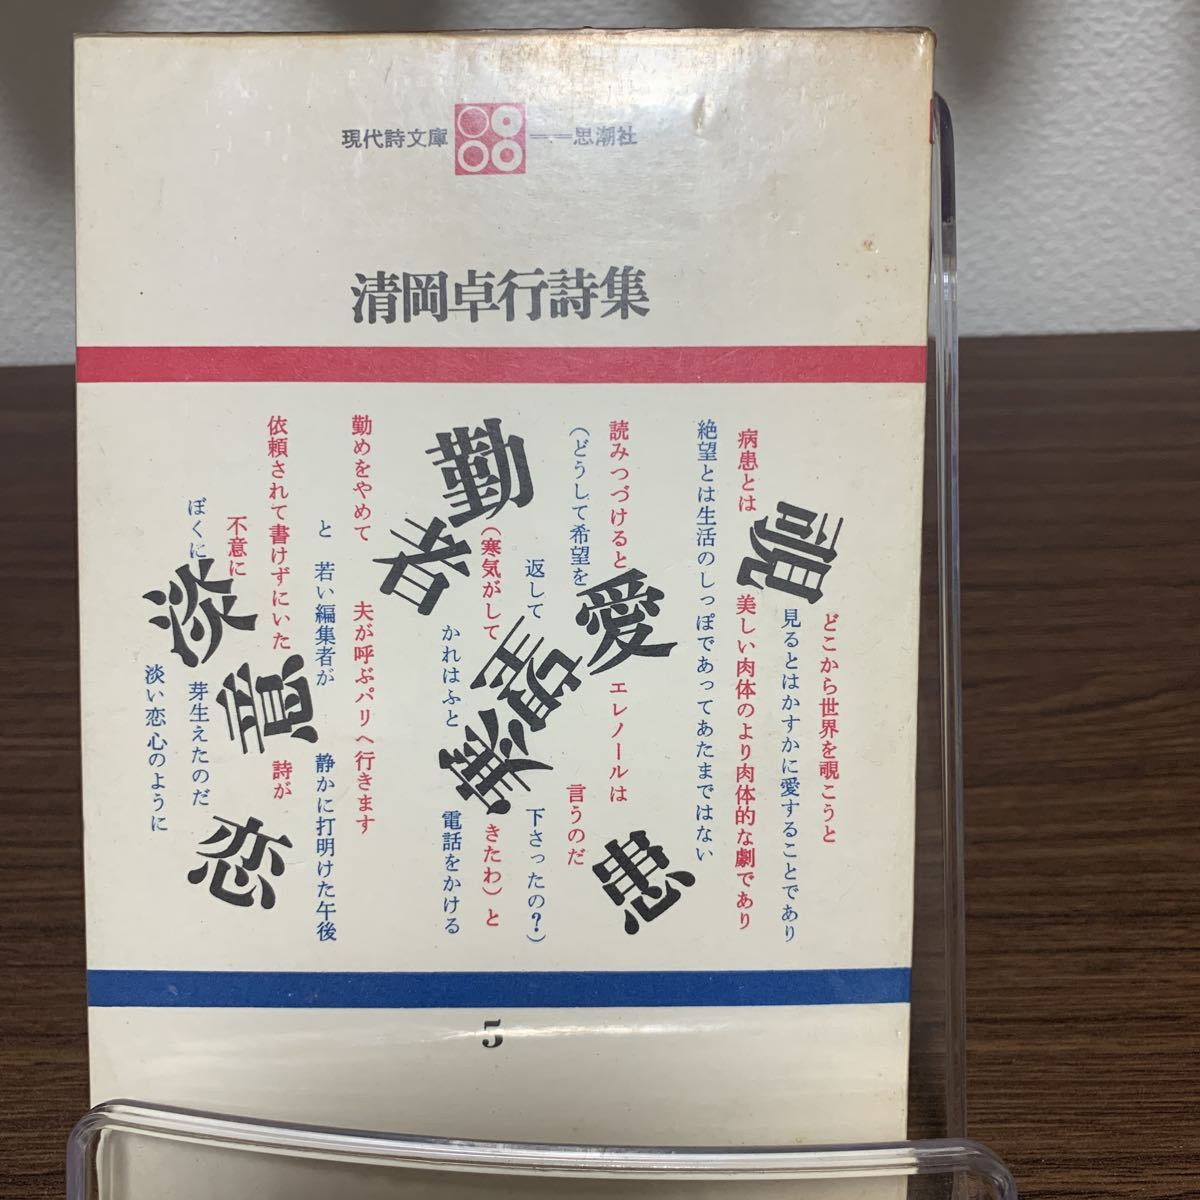 現代詩文庫 思潮社
清岡卓行詩集
どこから世界を覗こうと
見るとはかすかに愛することであり
病患とは 美しい肉体のより肉体的な劇であり
絶望とは生活のしっぽであってあたまではない
読みつづけると エレノールは
言うのだ
(どうして希望を
返して 下さったの?)
(寒気がして きたわ)と
かれはふと 電話をかける
勤めをやめて 夫が呼ぶパリへ行きます
と 若い編集者が 静かに打明けた午後
依頼されて書けずにいた 詩が
不意に
ぼくに 芽生えたのだ
淡い恋心のように
覗
愛
患
望
勤
者
淡
意
恋
5